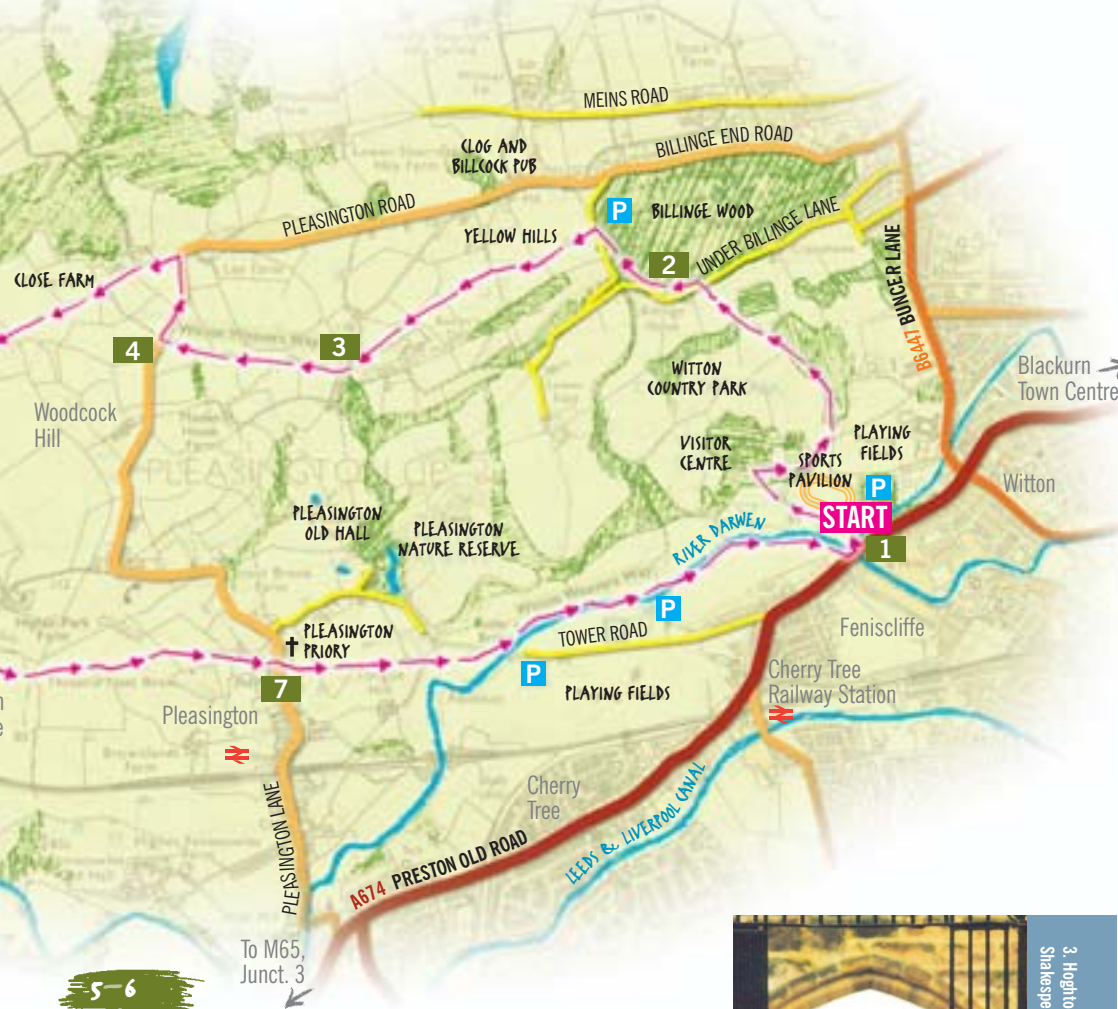 MEINS ROAD
CLOG AND
BILLCOCK PUB
BILLINGE END ROAD
PLEASINGTON ROAD
P
BILLINGE WOOD
YELLOW HILLS
UNDER BILLINGE LANE
2
CLOSE FARM
B6447 BUNCER LANE
4
3
Blackurn
Town Centre
WITTON
COUNTRY PARK
Woodcock
Hill
VISITOR
CENTRE
PLAYING
FIELDS
SPORTS
PAVILION
P
Witton
START
1
PLEASINGTON
OLD HALL
PLEASINGTON
NATURE RESERVE
RIVER DARWEN
P
TOWER ROAD
Feniscliffe
PLEASINGTON
PRIORY
P
PLAYING FIELDS
Cherry Tree
Railway Station
7
Pleasington
Cherry
Tree
PLEASINGTON LANE
LEEDS & LIVERPOOL CANAL
A674 PRESTON OLD ROAD
To M65,
Junct. 3
5-6
3. Hoghto
Shakespe